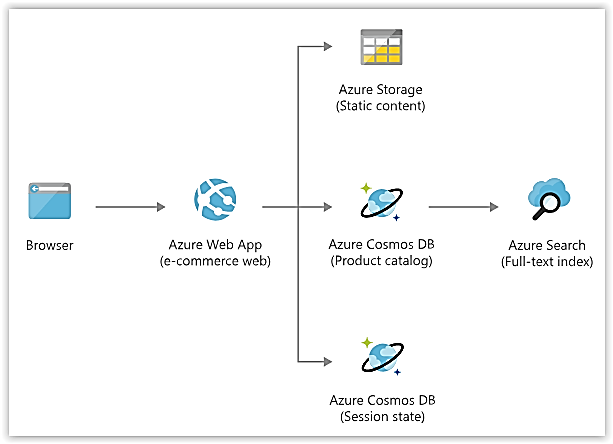 Azure Storage
(Static content)
Browser
Azure Web App
(e-commerce web)
Azure Cosmos DB
(Product catalog)
Azure Search
(Full-text index)
Azure Cosmos DB
(Session state)